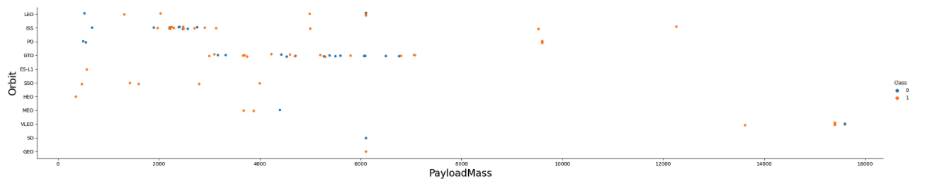 LEO
ISS
PO
GTO
ES-L1
SSO
HEO
MEO
VLEO
SO
GEO
Orbit
0
2000
4000
6000
8000
10000
12000
14000
16000
PayloadMass
Class
0
1